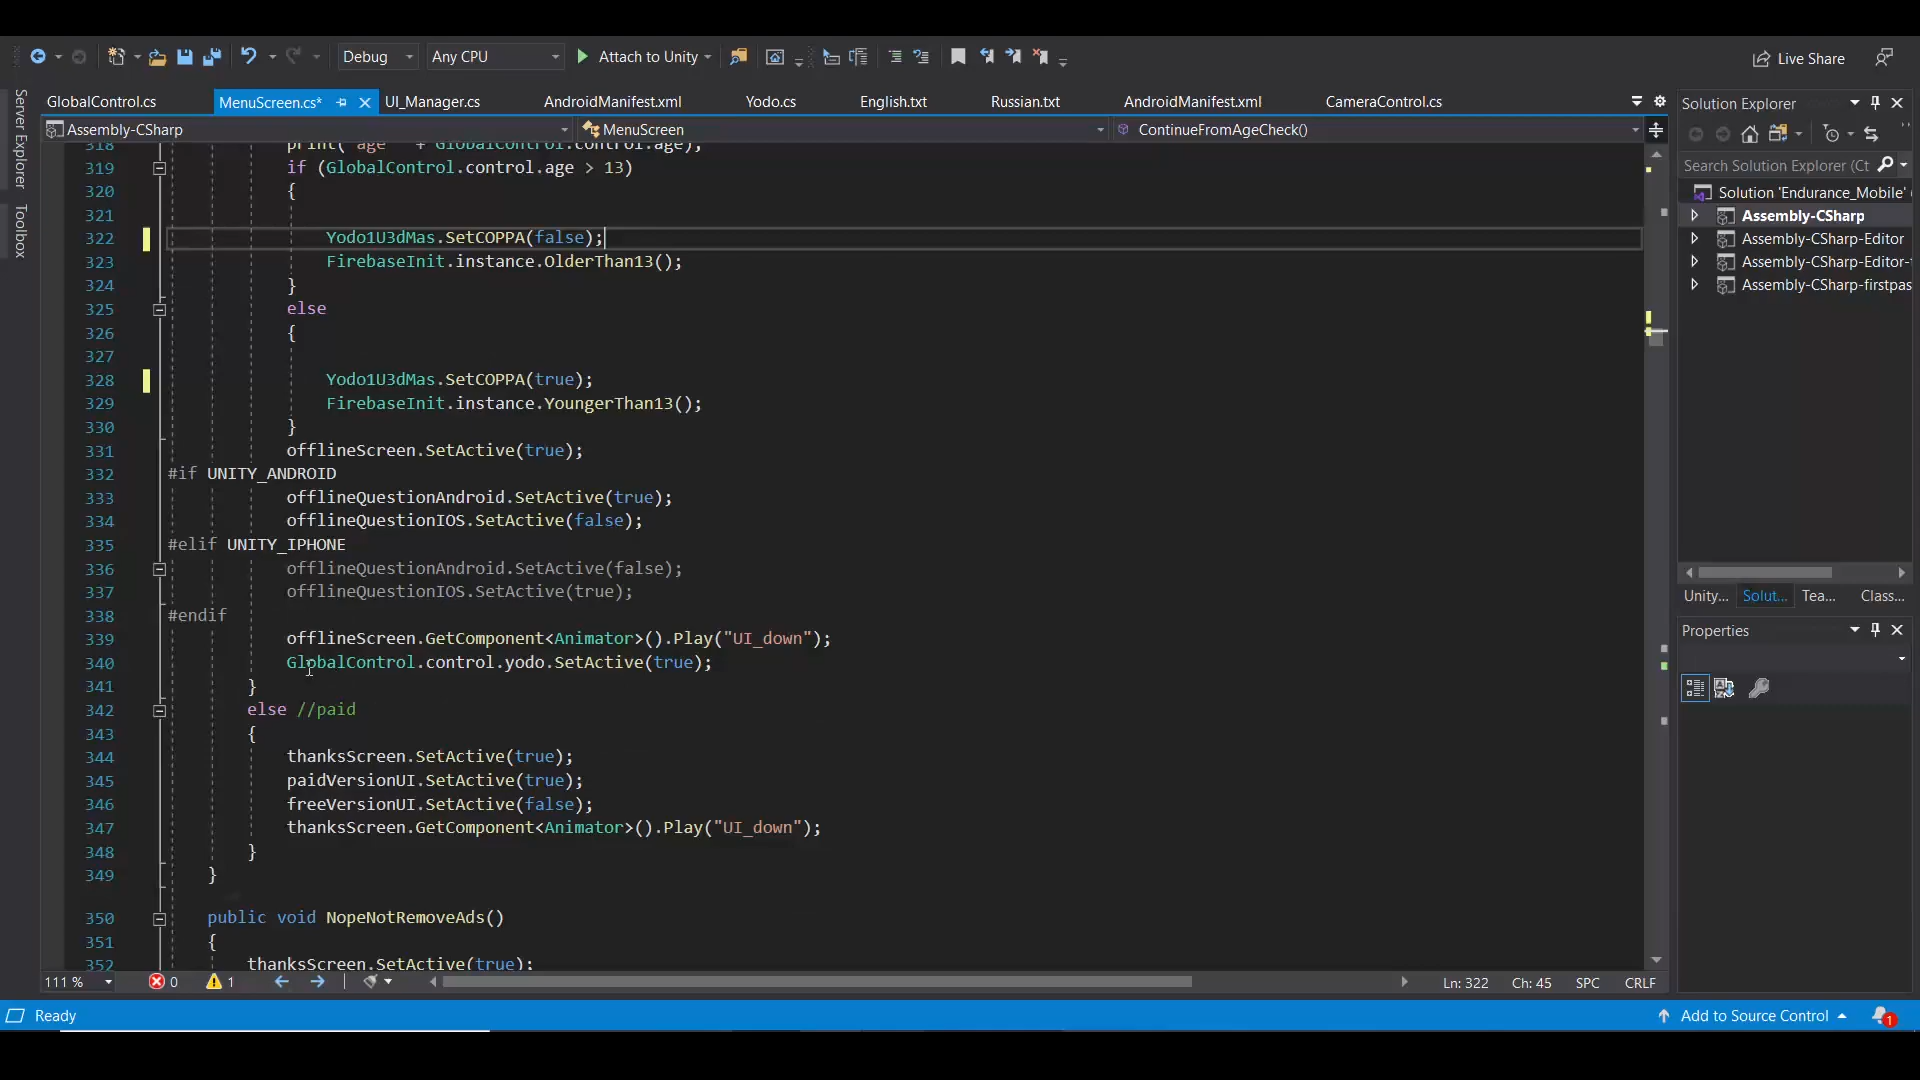 Debug
Any CPU
Attach to Unity
Live Share
Server Explorer
Toolbox
GlobalControl.cs
MenuScreen.cs*
UI_Manager.cs
AndroidManifest.xml
Yodo.cs
English.txt
Russian.txt
AndroidManifest.xml
CameraControl.cs
Assembly-CSharp
MenuScreen
ContinueFromAgeCheck()
318 print("age " + GlobalControl.control.age);
319 if (GlobalControl.control.age > 13)
320 {
321
322 Yodo1U3dMas.SetCOPPA(false);
323 FirebaseInit.instance.OlderThan13();
324 }
325 else
326 {
327
328 Yodo1U3dMas.SetCOPPA(true);
329 FirebaseInit.instance.YoungerThan13();
330 }
331 offlineScreen.SetActive(true);
332 #if UNITY_ANDROID
333 offlineQuestionAndroid.SetActive(true);
334 offlineQuestionIOS.SetActive(false);
335 #elif UNITY_IPHONE
336 offlineQuestionAndroid.SetActive(false);
337 offlineQuestionIOS.SetActive(true);
338 #endif
339 offlineScreen.GetComponent<Animator>().Play("UI_down");
340 GlobalControl.control.yodo.SetActive(true);
341 }
342 else //paid
343 {
344 thanksScreen.SetActive(true);
345 paidVersionUI.SetActive(true);
346 freeVersionUI.SetActive(false);
347 thanksScreen.GetComponent<Animator>().Play("UI_down");
348 }
349 }
350 public void NopeNotRemoveAds()
351 {
352 thanksScreen.SetActive(true);
111 %
0
1
Ln: 322
Ch: 45
SPC
CRLF
Solution Explorer
Search Solution Explorer (Ct
Solution 'Endurance_Mobile' (
Assembly-CSharp
Assembly-CSharp-Editor
Assembly-CSharp-Editor-
Assembly-CSharp-firstpas
Unity...
Solut...
Tea...
Class...
Properties
Ready
Add to Source Control
1